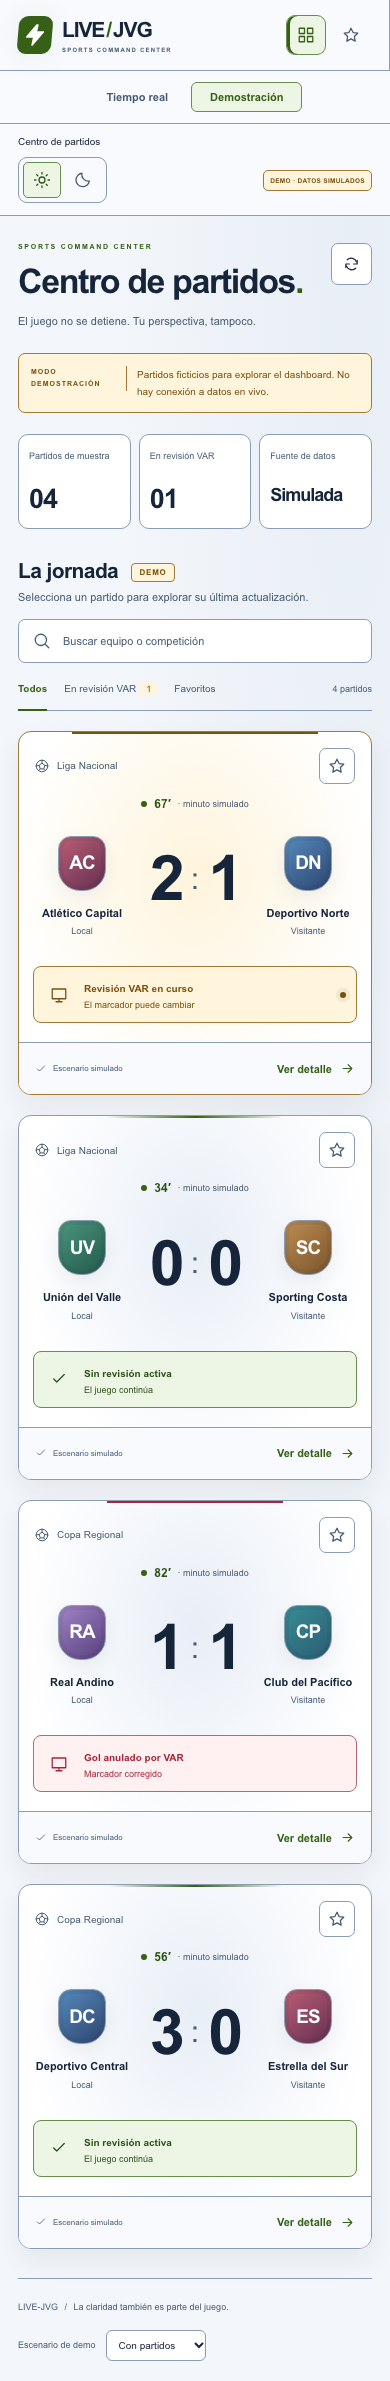 LIVE/JVG
SPORTS COMMAND CENTER
Tiempo real
Demostración
Centro de partidos
DEMO · DATOS SIMULADOS
SPORTS COMMAND CENTER
Centro de partidos.
El juego no se detiene. Tu perspectiva, tampoco.
MODO
DEMOSTRACIÓN
Partidos ficticios para explorar el dashboard. No
hay conexión a datos en vivo.
Partidos de muestra
04
En revisión VAR
01
Fuente de datos
Simulada
La jornada DEMO
Selecciona un partido para explorar su última actualización.
Buscar equipo o competición
Todos En revisión VAR 1 Favoritos 4 partidos
Liga Nacional
67′ · minuto simulado
AC 2 : 1 DN
Atlético Capital Deportivo Norte
Local Visitante
Revisión VAR en curso
El marcador puede cambiar
Escenario simulado Ver detalle
Liga Nacional
34′ · minuto simulado
UV 0 : 0 SC
Unión del Valle Sporting Costa
Local Visitante
Sin revisión activa
El juego continúa
Escenario simulado Ver detalle
Copa Regional
82′ · minuto simulado
RA 1 : 1 CP
Real Andino Club del Pacífico
Local Visitante
Gol anulado por VAR
Marcador corregido
Escenario simulado Ver detalle
Copa Regional
56′ · minuto simulado
DC 3 : 0 ES
Deportivo Central Estrella del Sur
Local Visitante
Sin revisión activa
El juego continúa
Escenario simulado Ver detalle
LIVE-JVG / La claridad también es parte del juego.
Escenario de demo Con partidos